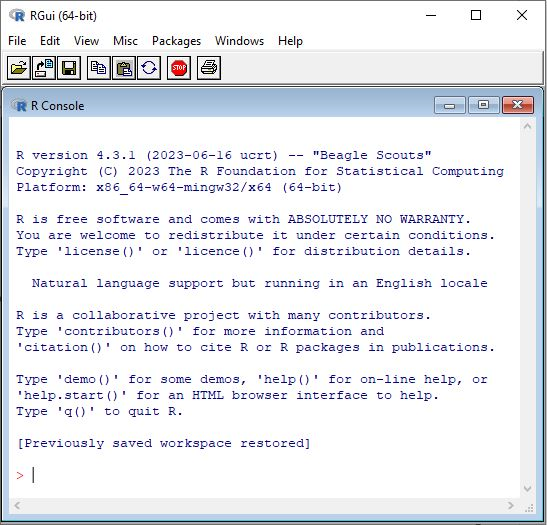 RGui (64-bit)
File Edit View Misc Packages Windows Help
STOP
R R Console
R version 4.3.1 (2023-06-16 ucrt) -- "Beagle Scouts"
Copyright (C) 2023 The R Foundation for Statistical Computing
Platform: x86_64-w64-mingw32/x64 (64-bit)
R is free software and comes with ABSOLUTELY NO WARRANTY.
You are welcome to redistribute it under certain conditions.
Type 'license()' or 'licence()' for distribution details.
Natural language support but running in an English locale
R is a collaborative project with many contributors.
Type 'contributors()' for more information and
'citation()' on how to cite R or R packages in publications.
Type 'demo()' for some demos, 'help()' for on-line help, or
'help.start()' for an HTML browser interface to help.
Type 'q()' to quit R.
[Previously saved workspace restored]
>